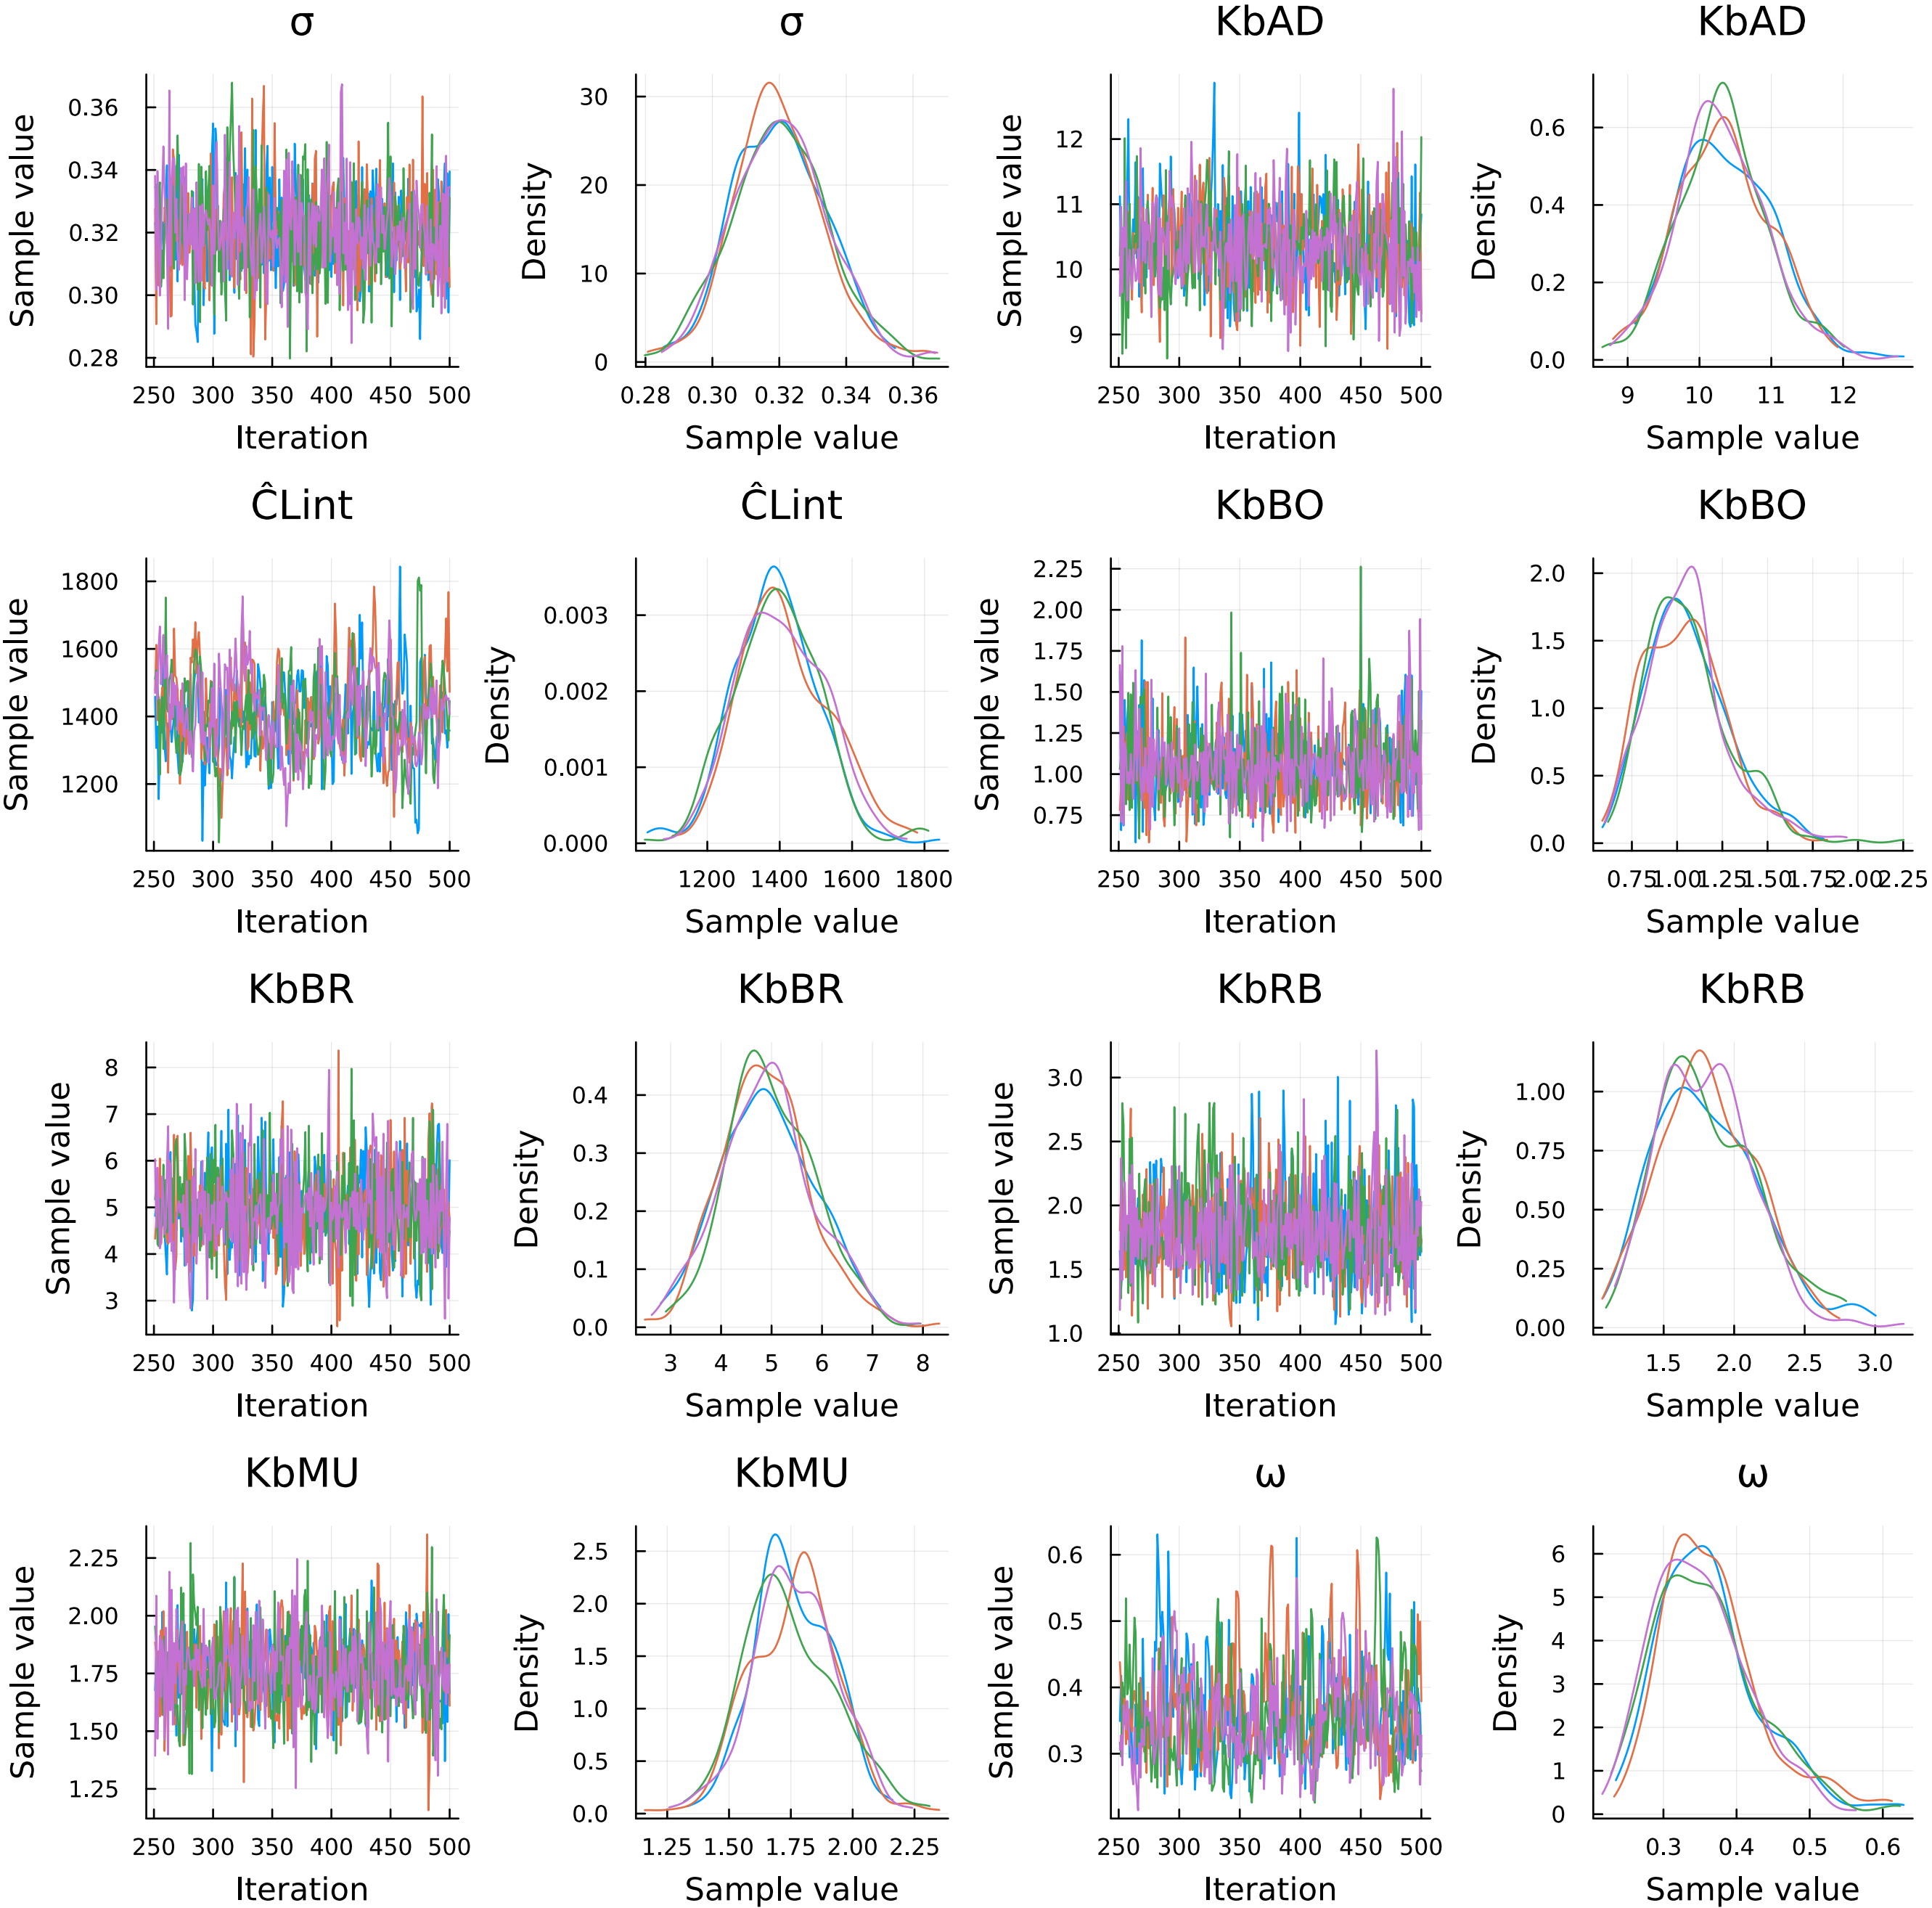 σ
σ
KbAD
KbAD
Sample value
0.36
0.34
0.32
0.30
0.28
250 300 350 400 450 500
Iteration
Density
30
20
10
0
0.28 0.30 0.32 0.34 0.36
Sample value
Sample value
12
11
10
9
250 300 350 400 450 500
Iteration
Density
0.6
0.4
0.2
0.0
9 10 11 12
Sample value
ĈLint
ĈLint
KbBO
KbBO
Sample value
1800
1600
1400
1200
250 300 350 400 450 500
Iteration
Density
0.003
0.002
0.001
0.000
1200 1400 1600 1800
Sample value
Sample value
2.25
2.00
1.75
1.50
1.25
1.00
0.75
250 300 350 400 450 500
Iteration
Density
2.0
1.5
1.0
0.5
0.0
0.75 1.00 1.25 1.50 1.75 2.00 2.25
Sample value
KbBR
KbBR
KbRB
KbRB
Sample value
8
7
6
5
4
3
250 300 350 400 450 500
Iteration
Density
0.4
0.3
0.2
0.1
0.0
3 4 5 6 7 8
Sample value
Sample value
3.0
2.5
2.0
1.5
1.0
250 300 350 400 450 500
Iteration
Density
1.00
0.75
0.50
0.25
0.00
1.5 2.0 2.5 3.0
Sample value
KbMU
KbMU
ω
ω
Sample value
2.25
2.00
1.75
1.50
1.25
250 300 350 400 450 500
Iteration
Density
2.5
2.0
1.5
1.0
0.5
0.0
1.25 1.50 1.75 2.00 2.25
Sample value
Sample value
0.6
0.5
0.4
0.3
250 300 350 400 450 500
Iteration
Density
6
5
4
3
2
1
0
0.3 0.4 0.5 0.6
Sample value